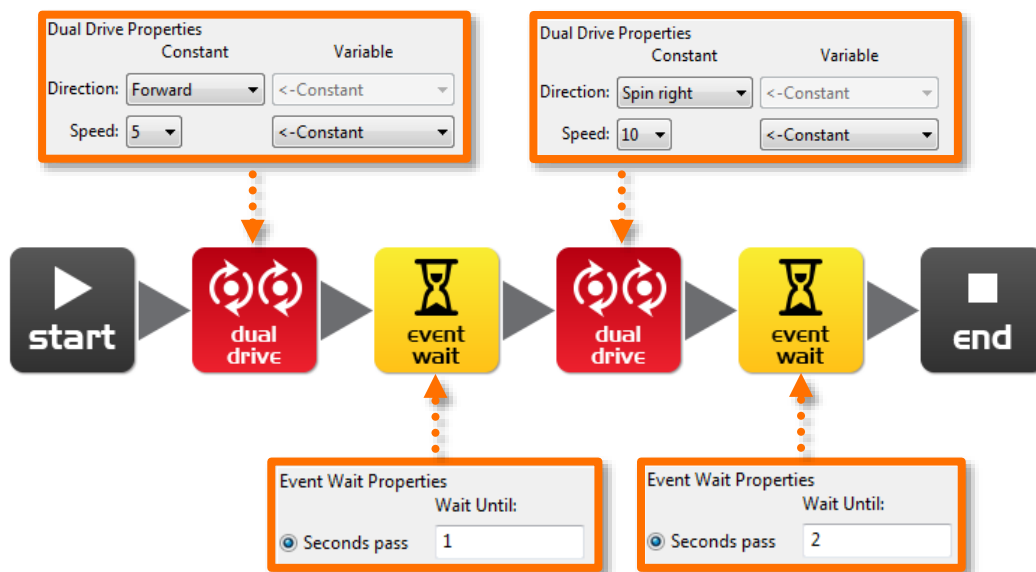 Dual Drive Properties
Constant Variable
Direction: Forward <-Constant
Speed: 5 <-Constant
Dual Drive Properties
Constant Variable
Direction: Spin right <-Constant
Speed: 10 <-Constant
start
dual
drive
event
wait
dual
drive
event
wait
end
Event Wait Properties
Wait Until:
Seconds pass 1
Event Wait Properties
Wait Until:
Seconds pass 2